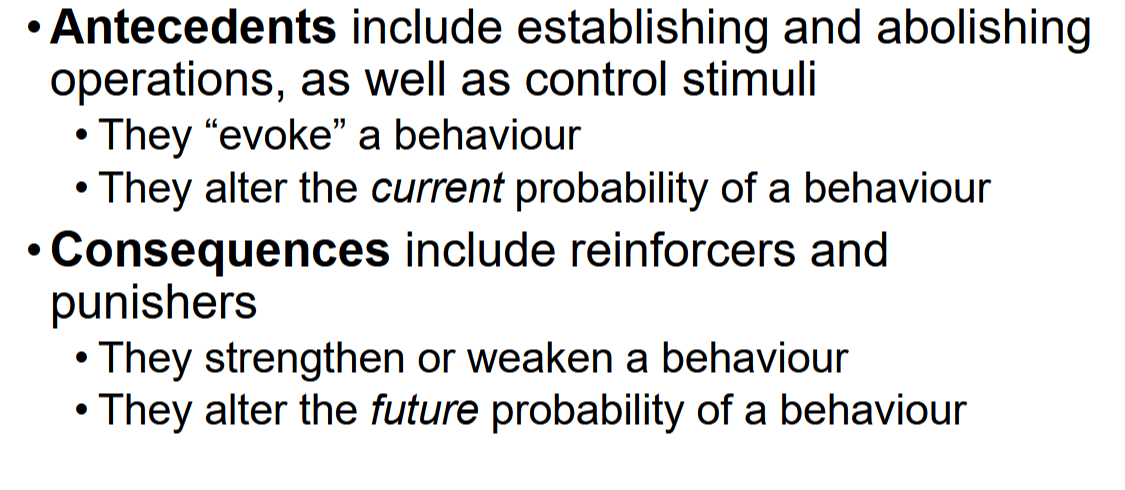 • Antecedents include establishing and abolishing
operations, as well as control stimuli
• They “evoke” a behaviour
• They alter the current probability of a behaviour
• Consequences include reinforcers and
punishers
• They strengthen or weaken a behaviour
• They alter the future probability of a behaviour